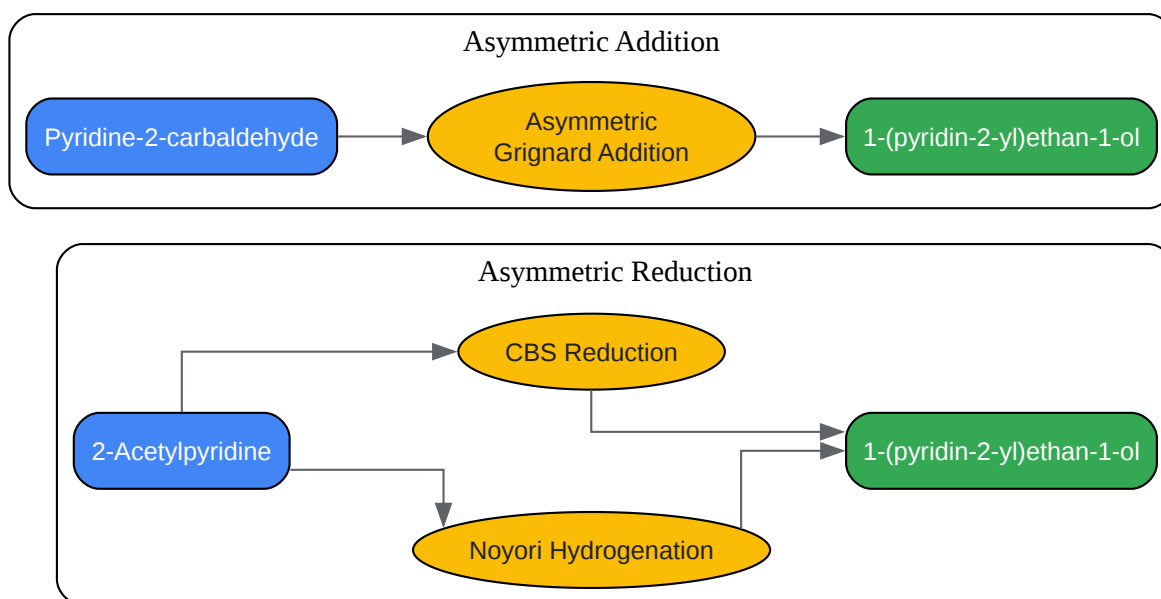 Asymmetric Addition
Pyridine-2-carbaldehyde
Asymmetric
Grignard Addition
1-(pyridin-2-yl)ethan-1-ol
Asymmetric Reduction
CBS Reduction
2-Acetylpyridine
1-(pyridin-2-yl)ethan-1-ol
Noyori Hydrogenation